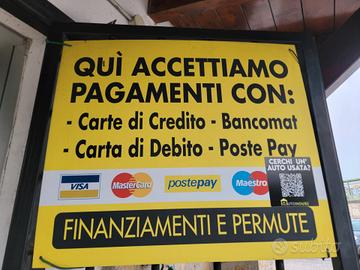 QUÌ ACCETTIAMO
PAGAMENTI CON:
- Carte di Credito - Bancomat
- Carta di Debito - Poste Pay
CERCHI UN'
AUTO USATA?
VISA
MasterCard
postepay
Maestro
FINANZIAMENTI E PERMUTE
subito